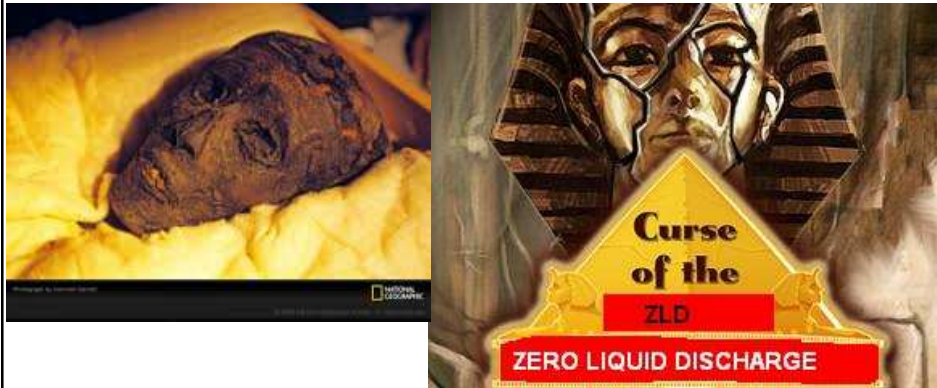 NATIONAL
GEOGRAPHIC
Curse
of the
ZLD
ZERO LIQUID DISCHARGE